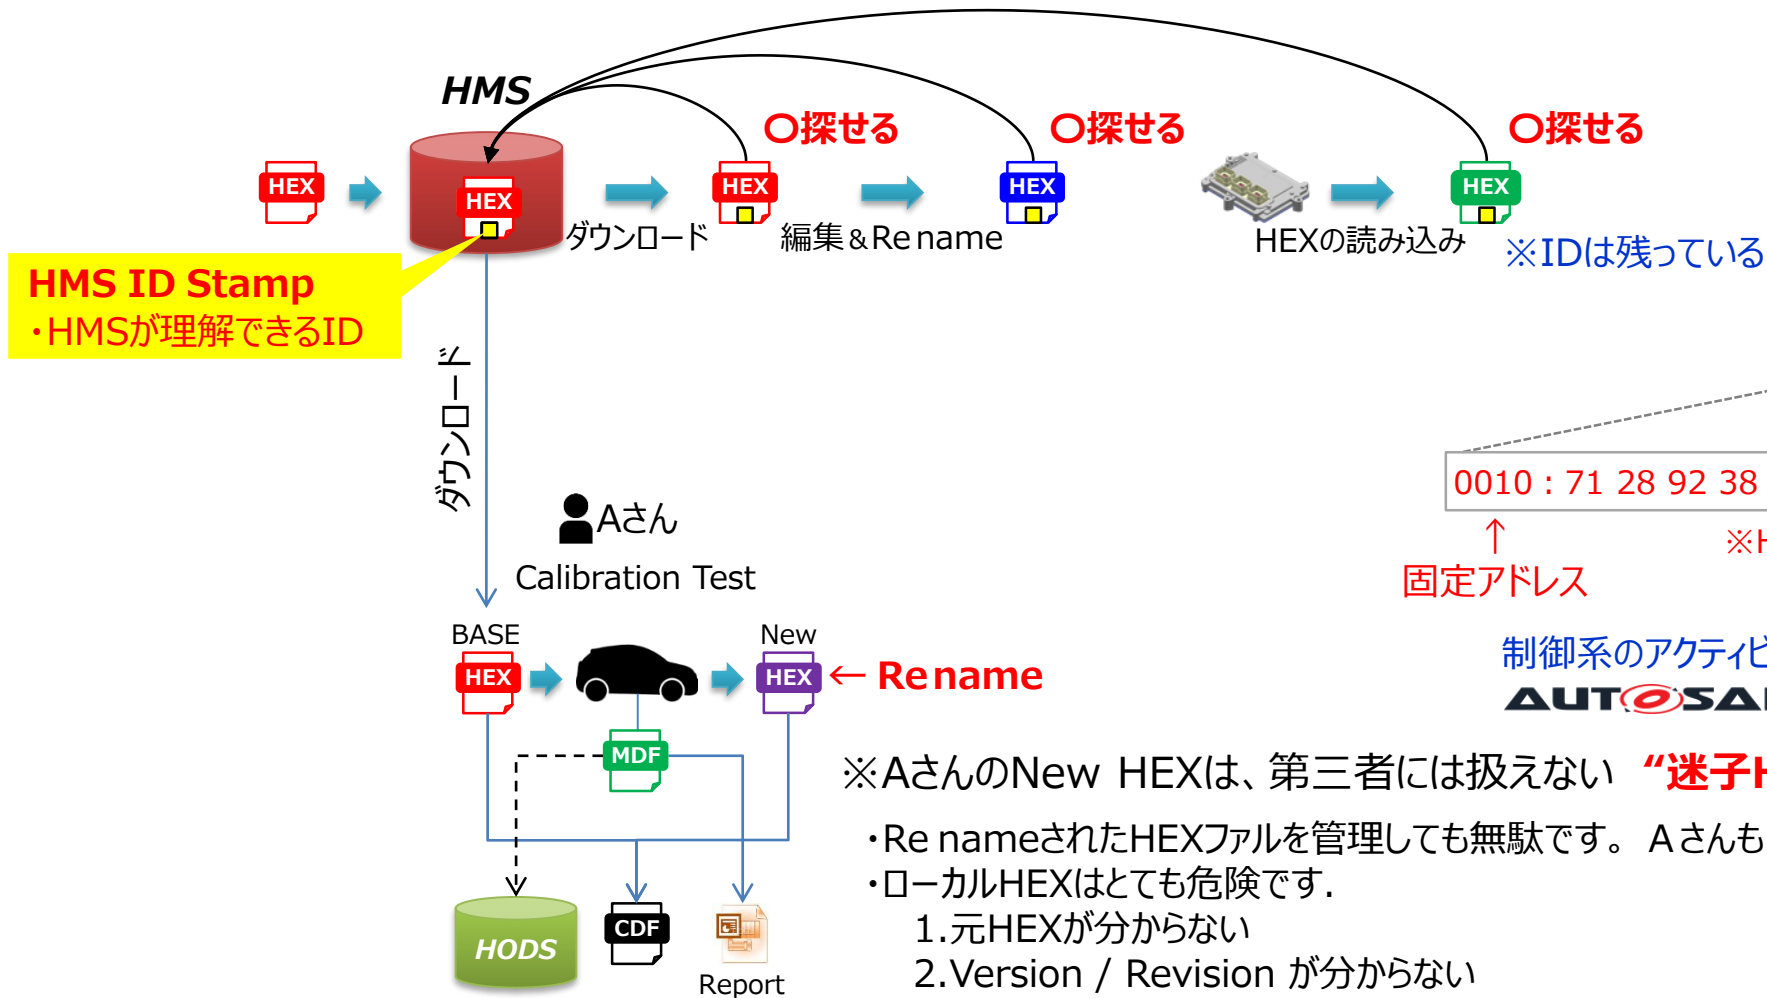 HMS
〇探せる
〇探せる
〇探せる
HEX
HEX
HEX
HEX
HEX
ダウンロード
編集&Rename
HEXの読み込み
※IDは残っている
HMS ID Stamp
・HMSが理解できるID
ダウンロード
0010 : 71 28 92 38
↑
※H
固定アドレス
Aさん
Calibration Test
BASE
New
HEX
HEX
← Rename
制御系のアクティビ
AUTOSA
MDF
※AさんのNew HEXは、第三者には扱えない “迷子H
・RenameされたHEXファルを管理しても無駄です。 Aさんも
・ローカルHEXはとても危険です.
1.元HEXが分からない
2.Version / Revision が分からない
HODS
CDF
Report